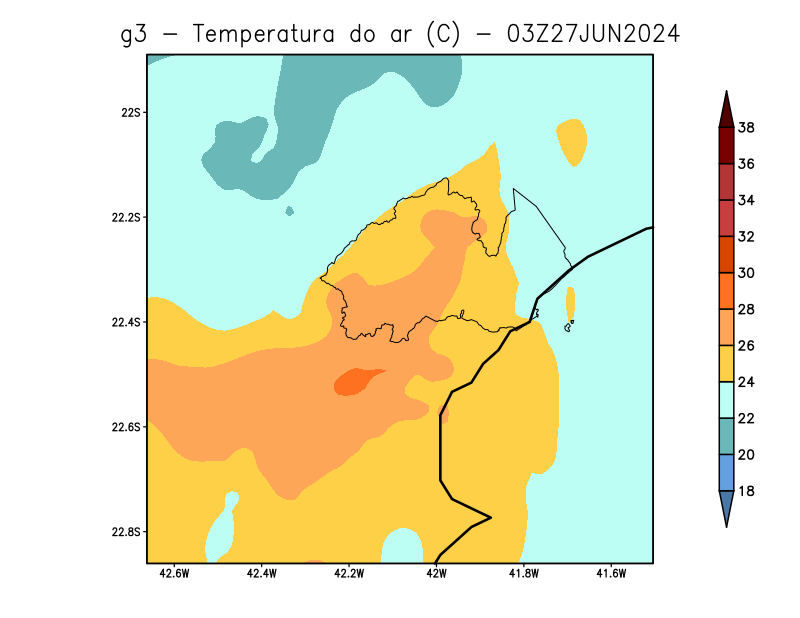 g3 − Temperatura do ar (C) − 03Z27JUN2024
22S
22.2S
22.4S
22.6S
22.8S
42.6W
42.4W
42.2W
42W
41.8W
41.6W
38
36
34
32
30
28
26
24
22
20
18